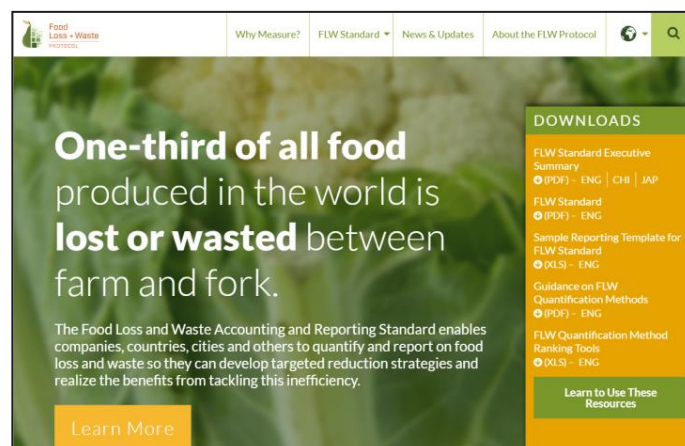 Food
Loss + Waste
PROTOCOL
Why Measure?
FLW Standard
News & Updates
About the FLW Protocol
One-third of all food
produced in the world is
lost or wasted between
farm and fork.
The Food Loss and Waste Accounting and Reporting Standard enables
companies, countries, cities and others to quantify and report on food
loss and waste so they can develop targeted reduction strategies and
realize the benefits from tackling this inefficiency.
Learn More
DOWNLOADS
FLW Standard Executive
Summary
(PDF) – ENG | CHI | JAP
FLW Standard
(PDF) – ENG
Sample Reporting Template for
FLW Standard
(XLS) – ENG
Guidance on FLW
Quantification Methods
(PDF) – ENG
FLW Quantification Method
Ranking Tools
(XLS) – ENG
Learn to Use These
Resources